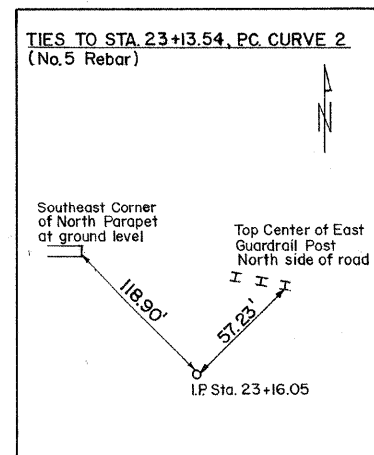 TIES TO STA. 23+13.54, P.C. CURVE 2
(No.5 Rebar)
N
Southeast Corner
of North Parapet
at ground level
Top Center of East
Guardrail Post
North side of road
118.90'
57.23'
I.P. Sta. 23+16.05